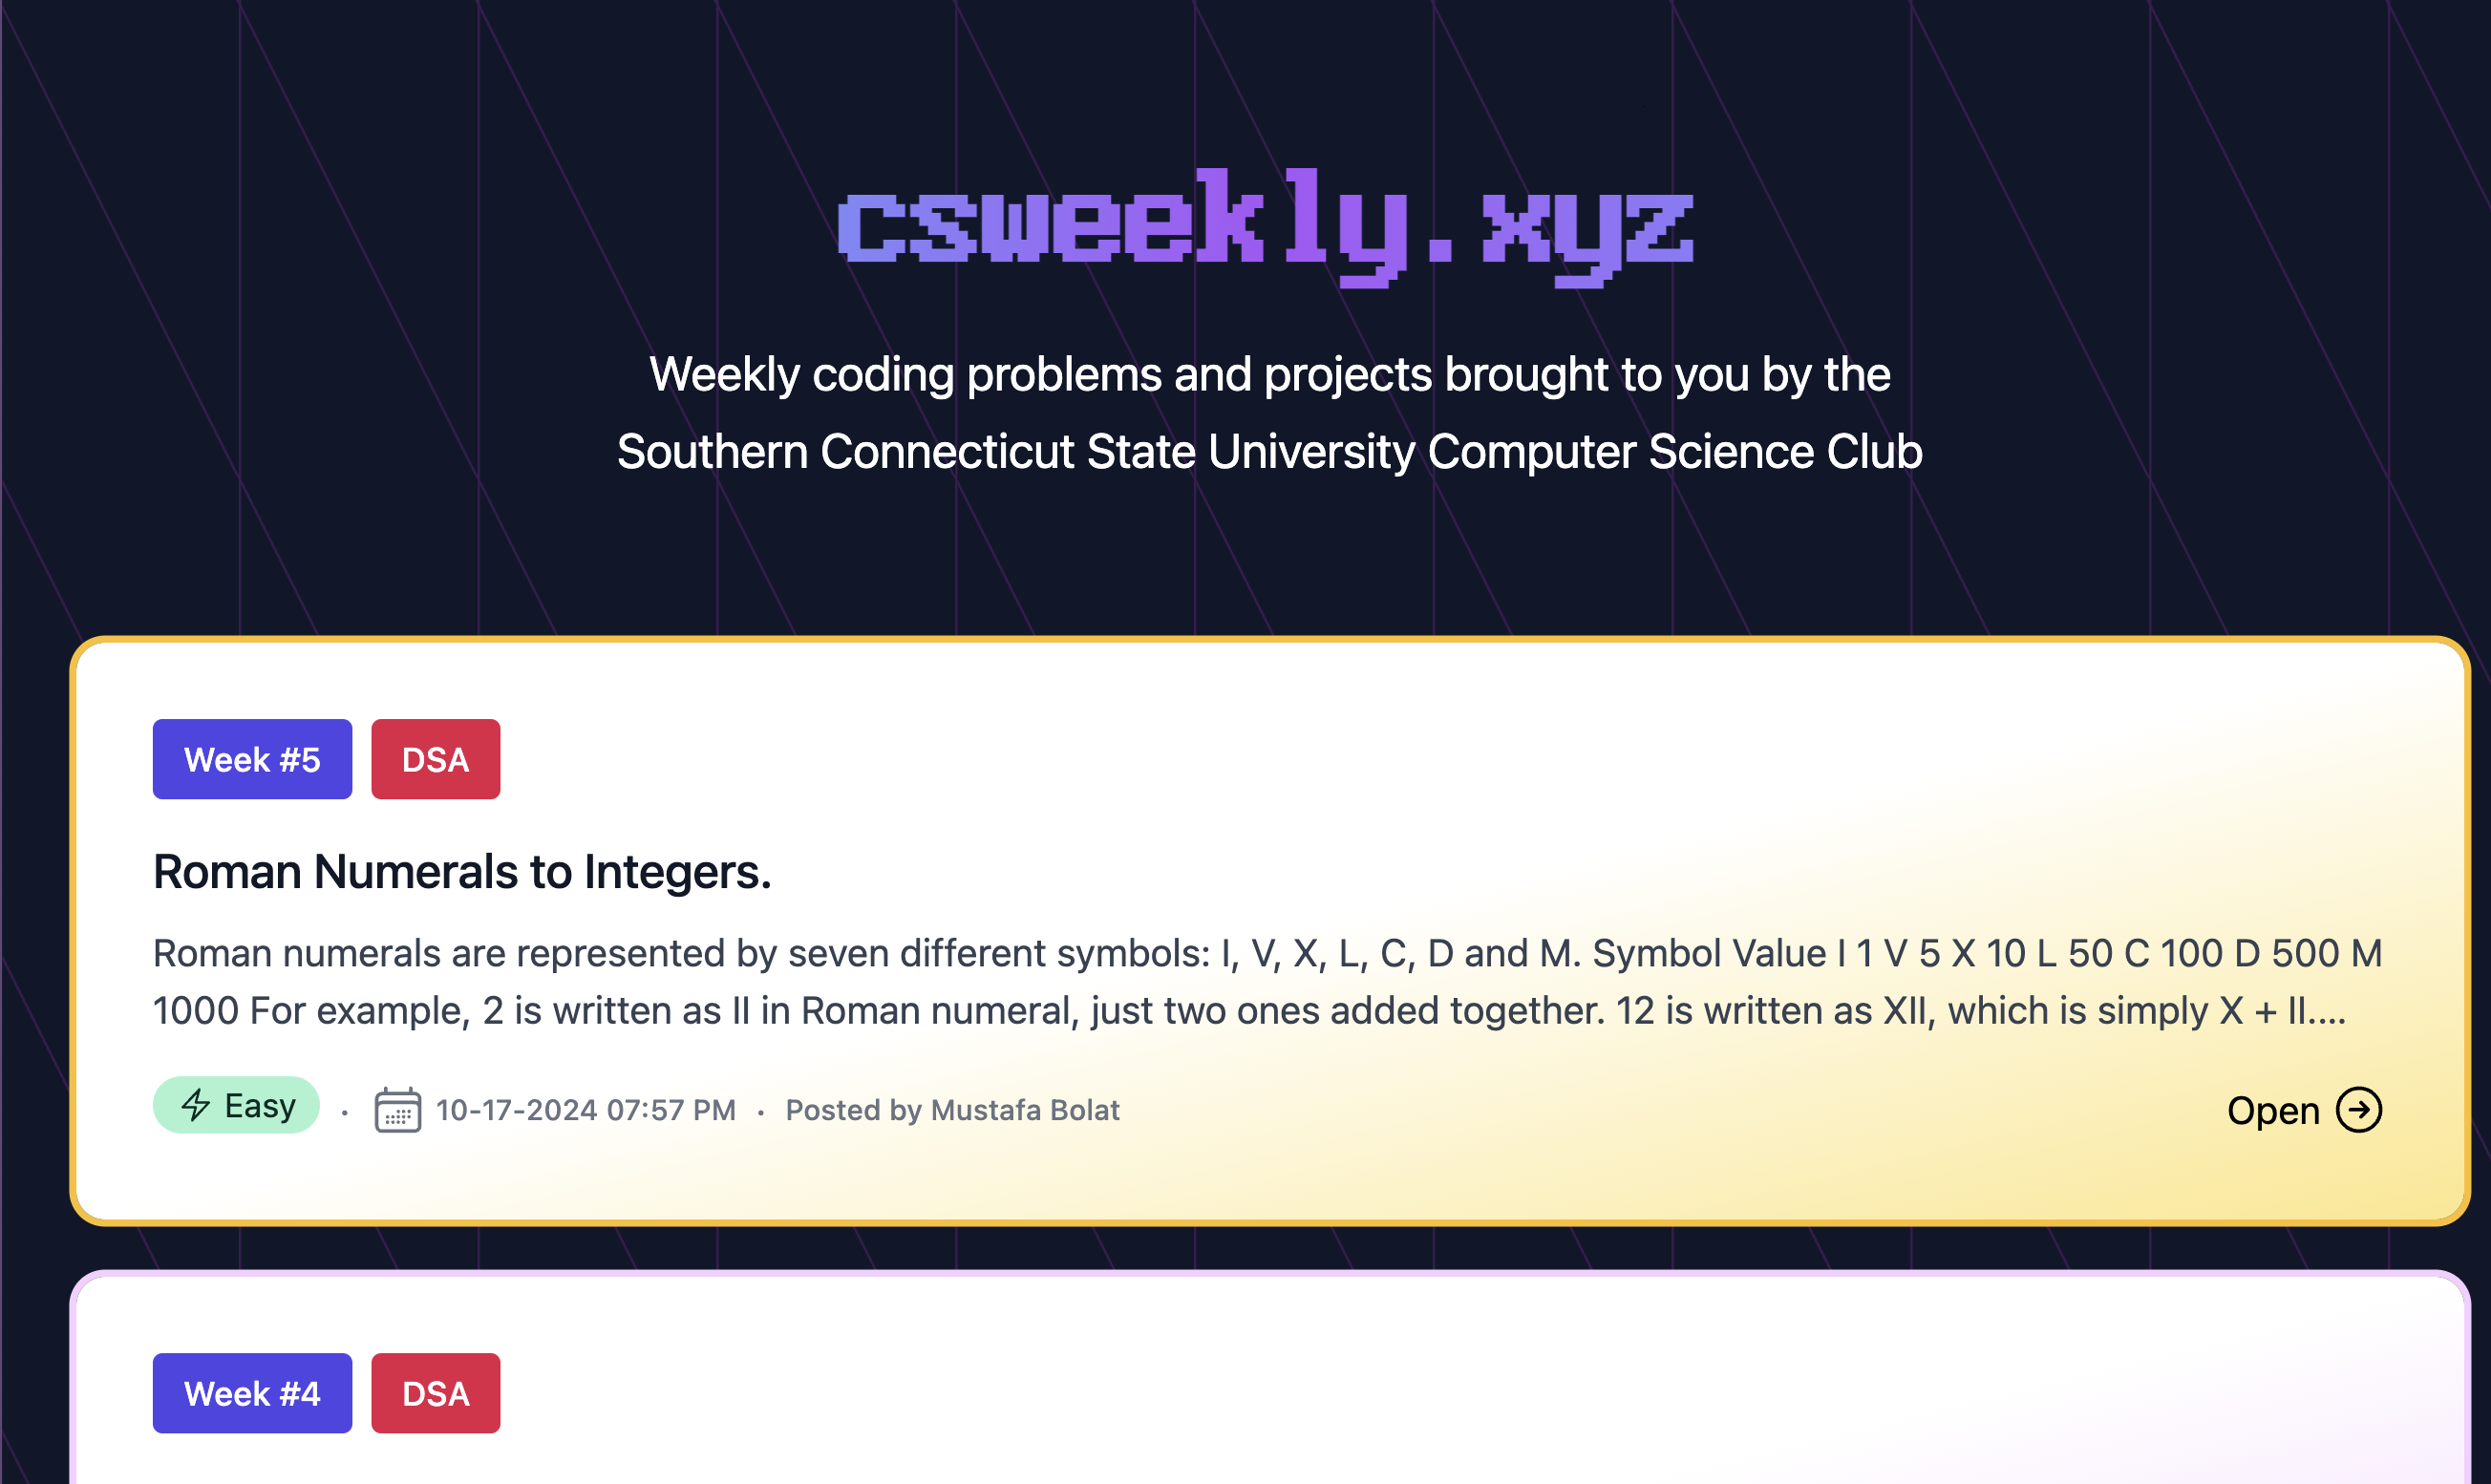 csweekly.xyz
Weekly coding problems and projects brought to you by the
Southern Connecticut State University Computer Science Club
Week #5 DSA
Roman Numerals to Integers.
Roman numerals are represented by seven different symbols: I, V, X, L, C, D and M. Symbol Value I 1 V 5 X 10 L 50 C 100 D 500 M
1000 For example, 2 is written as II in Roman numeral, just two ones added together. 12 is written as XII, which is simply X + II....
Easy · 10-17-2024 07:57 PM · Posted by Mustafa Bolat Open
Week #4 DSA